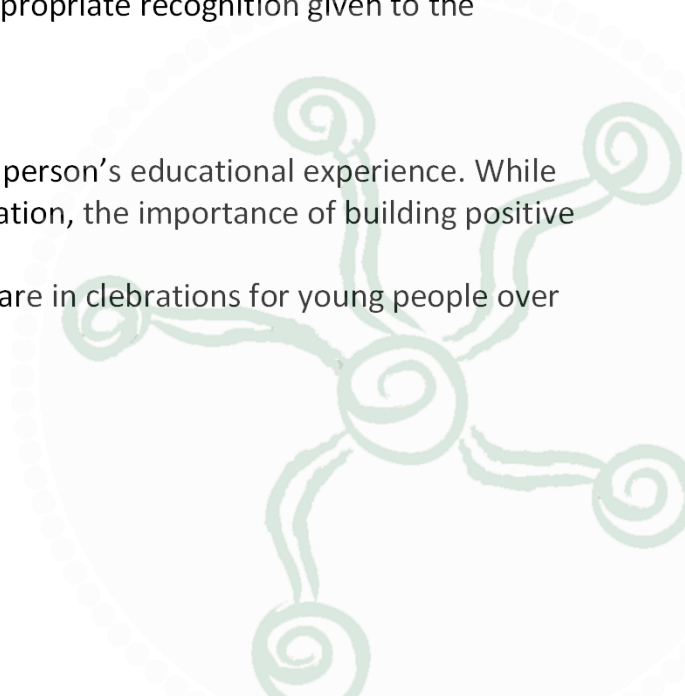 propriate recognition given to the
person’s educational experience. While
ation, the importance of building positive
are in clebrations for young people over